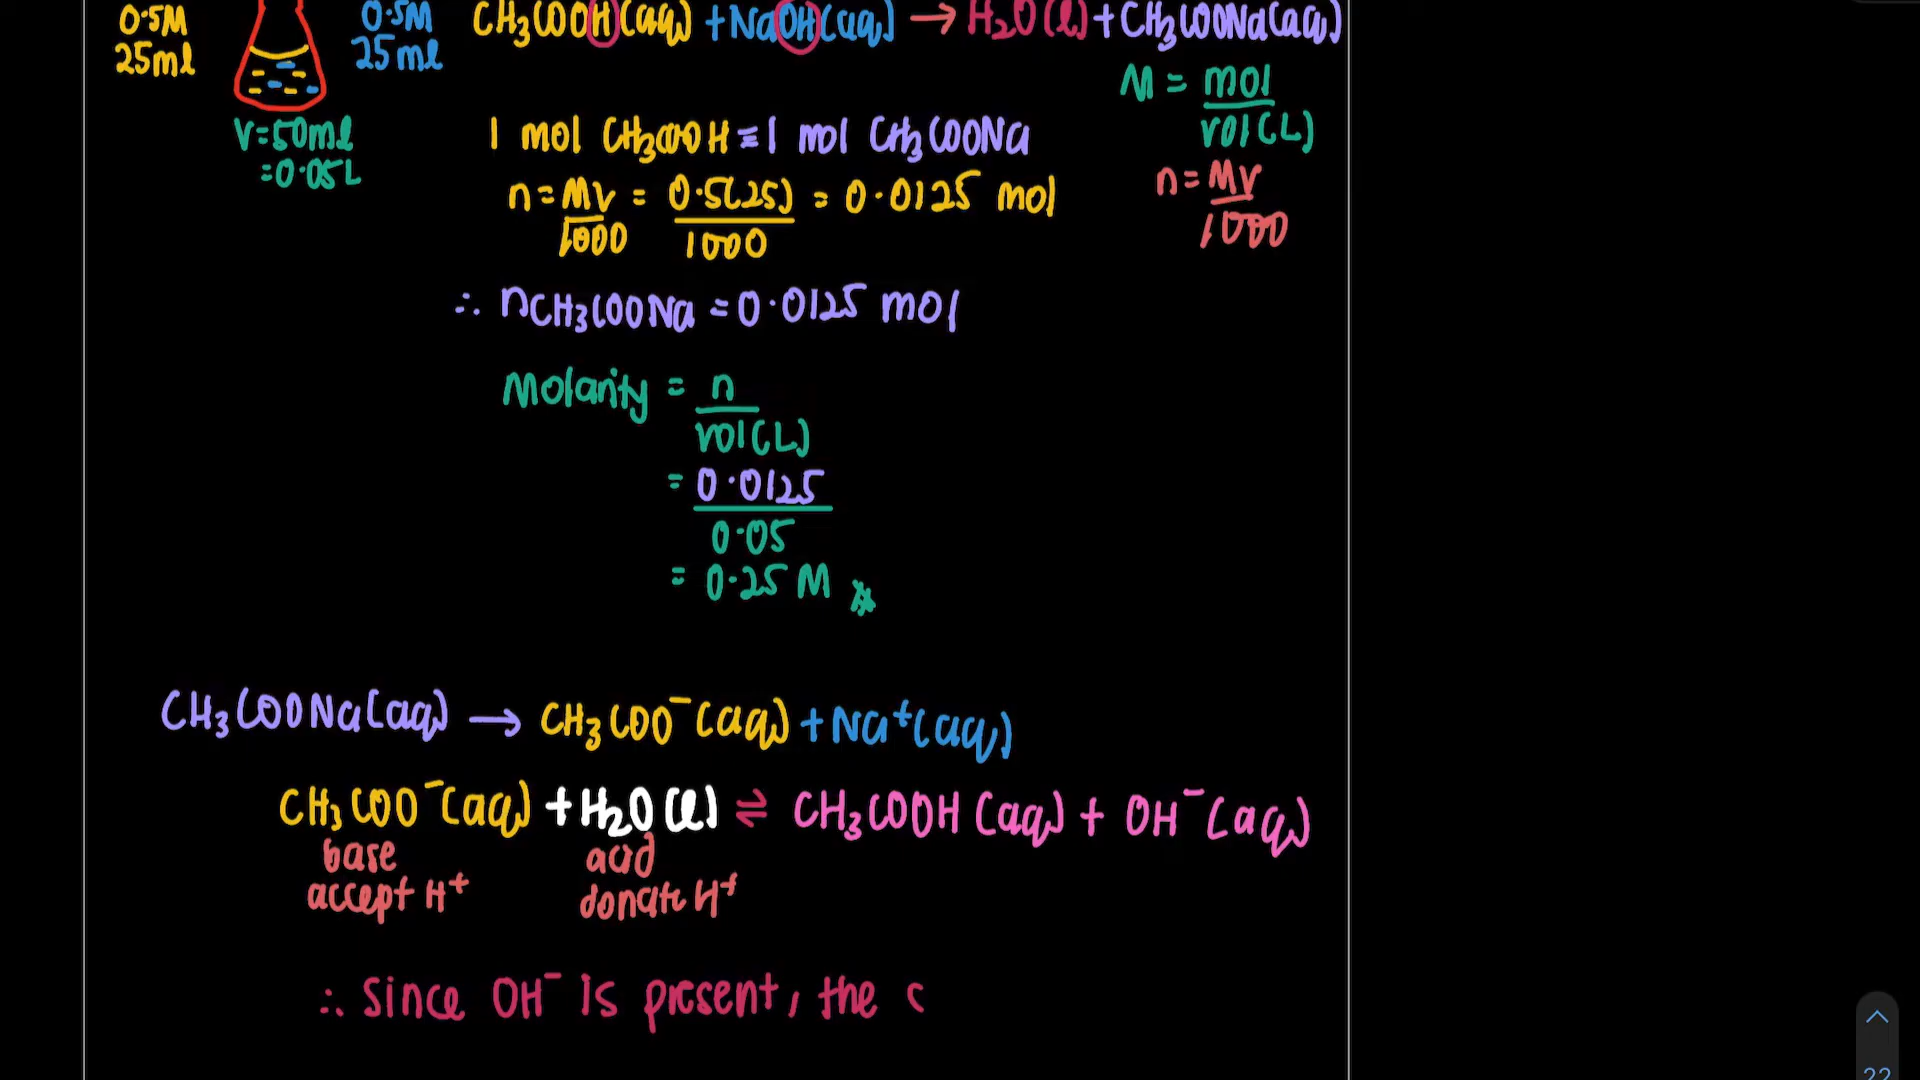 0.5M 0.5M CH₃COOH(aq) + NaOH(aq) → H₂O(l) + CH₃COONa(aq)
25ml 25ml
M = mol / vol(L)
V=50ml
=0.05L
1 mol CH₃COOH ≡ 1 mol CH₃COONa
n = MV/1000 = 0.5(25)/1000 = 0.0125 mol
n = MV/1000
∴ nCH₃COONa = 0.0125 mol
Molarity = n / vol(L)
= 0.0125 / 0.05
= 0.25 M
CH₃COONa(aq) → CH₃COO⁻(aq) + Na⁺(aq)
CH₃COO⁻(aq) + H₂O(l) ⇌ CH₃COOH(aq) + OH⁻(aq)
base acid
accept H⁺ donate H⁺
∴ Since OH⁻ is present, the